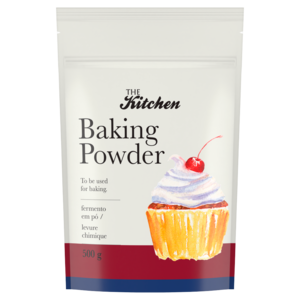 THE
Kitchen
Baking
Powder
To be used
for baking
fermento
em pó /
levure
chimique
500 g